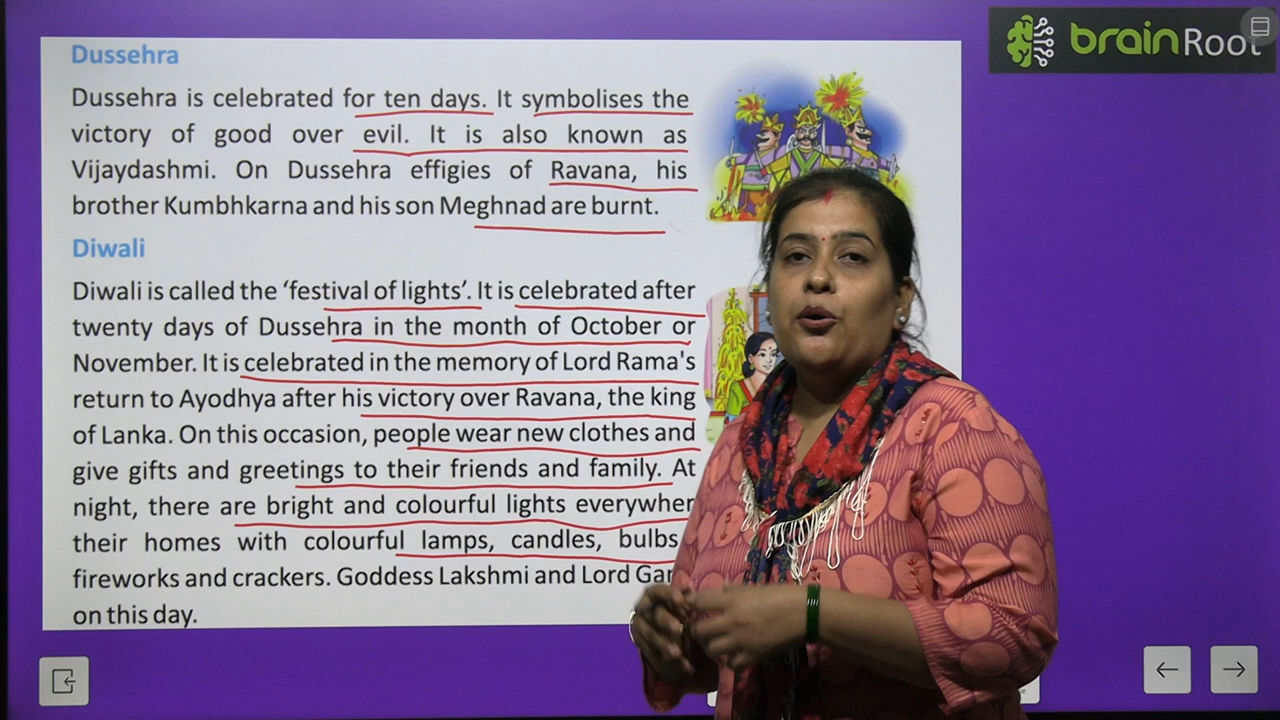 brainRoot
Dussehra
Dussehra is celebrated for ten days. It symbolises the
victory of good over evil. It is also known as
Vijaydashmi. On Dussehra effigies of Ravana, his
brother Kumbhkarna and his son Meghnad are burnt.
Diwali
Diwali is called the ‘festival of lights’. It is celebrated after
twenty days of Dussehra in the month of October or
November. It is celebrated in the memory of Lord Rama's
return to Ayodhya after his victory over Ravana, the king
of Lanka. On this occasion, people wear new clothes and
give gifts and greetings to their friends and family. At
night, there are bright and colourful lights everywher
their homes with colourful lamps, candles, bulbs
fireworks and crackers. Goddess Lakshmi and Lord
on this day.